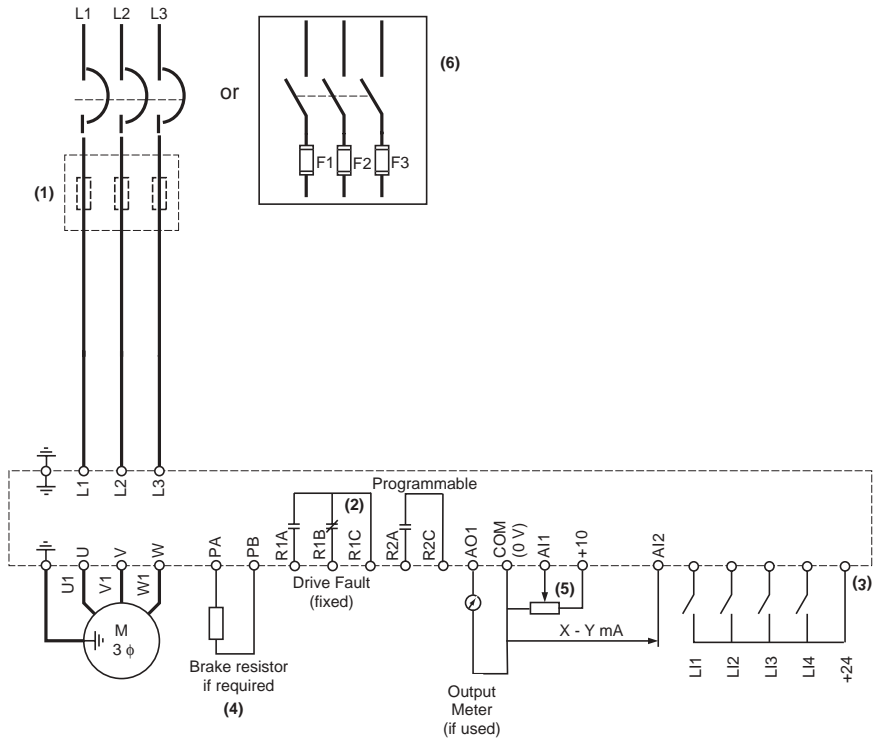 L1 L2 L3
or
(6)
F1 F2 F3
(1)
L1 L2 L3
Programmable
(2)
R1A R1B R1C R2A R2C
AO1 COM (0 V) AI1 +10 AI2
U V W PA PB
(3)
U1 V1 W1
Drive Fault
(fixed)
(5)
M
3 ϕ
X - Y mA
Brake resistor
if required
(4)
LI1 LI2 LI3 LI4 +24
Output
Meter
(if used)